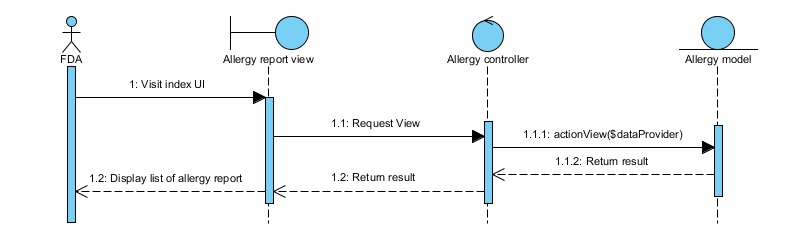 FDA
Allergy report view
Allergy controller
Allergy model
1: Visit index UI
1.1: Request View
1.1.1: actionView($dataProvider)
1.1.2: Return result
1.2: Return result
1.2: Display list of allergy report